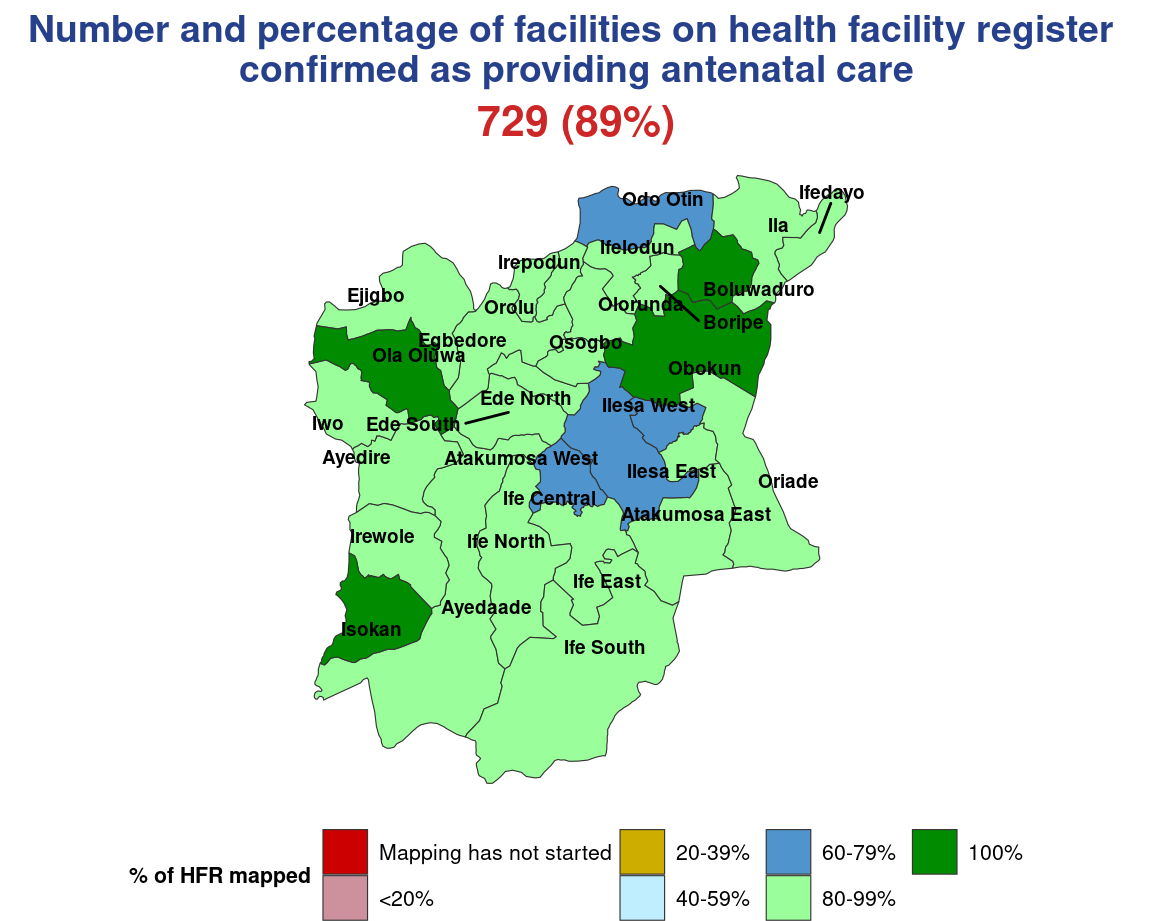 Number and percentage of facilities on health facility register
confirmed as providing antenatal care
729 (89%)
Ifedayo
Odo Otin
Ila
Ifelodun
Irepodun
Boluwaduro
Ejigbo
Olorunda
Orolu
Boripe
Egbedore
Osogbo
Ola Oluwa
Obokun
Ede North
Ilesa West
Iwo
Ede South
Ayedire
Atakumosa West
Ilesa East
Oriade
Ife Central
Atakumosa East
Irewole
Ife North
Ife East
Ayedaade
Isokan
Ife South
% of HFR mapped
Mapping has not started
<20%
20-39%
40-59%
60-79%
80-99%
100%